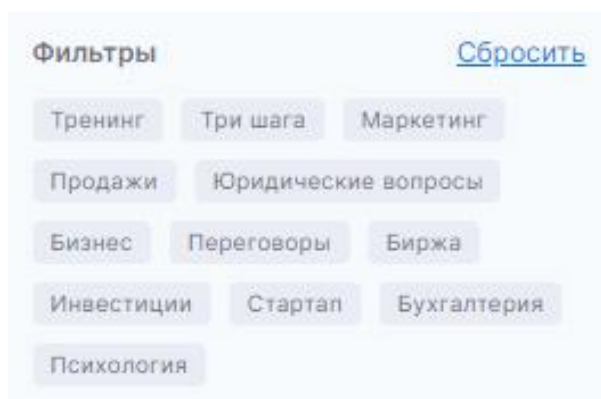 Фильтры Сбросить
Тренинг Три шага Маркетинг
Продажи Юридические вопросы
Бизнес Переговоры Биржа
Инвестиции Стартап Бухгалтерия
Психология